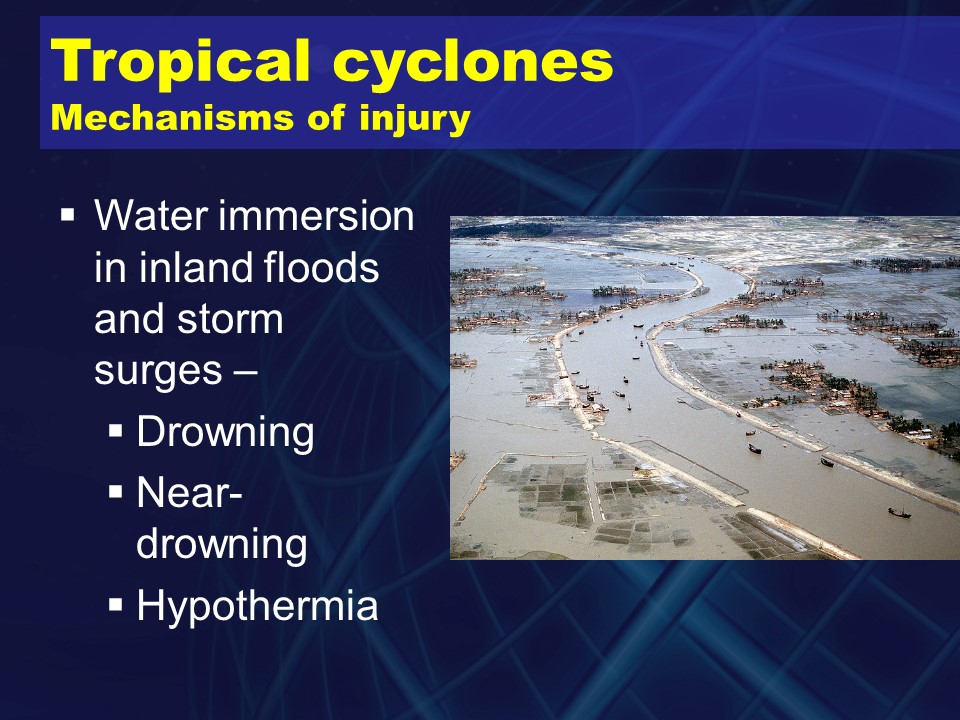 Tropical cyclones
Mechanisms of injury
▪ Water immersion
in inland floods
and storm
surges –
▪ Drowning
▪ Near-
drowning
▪ Hypothermia